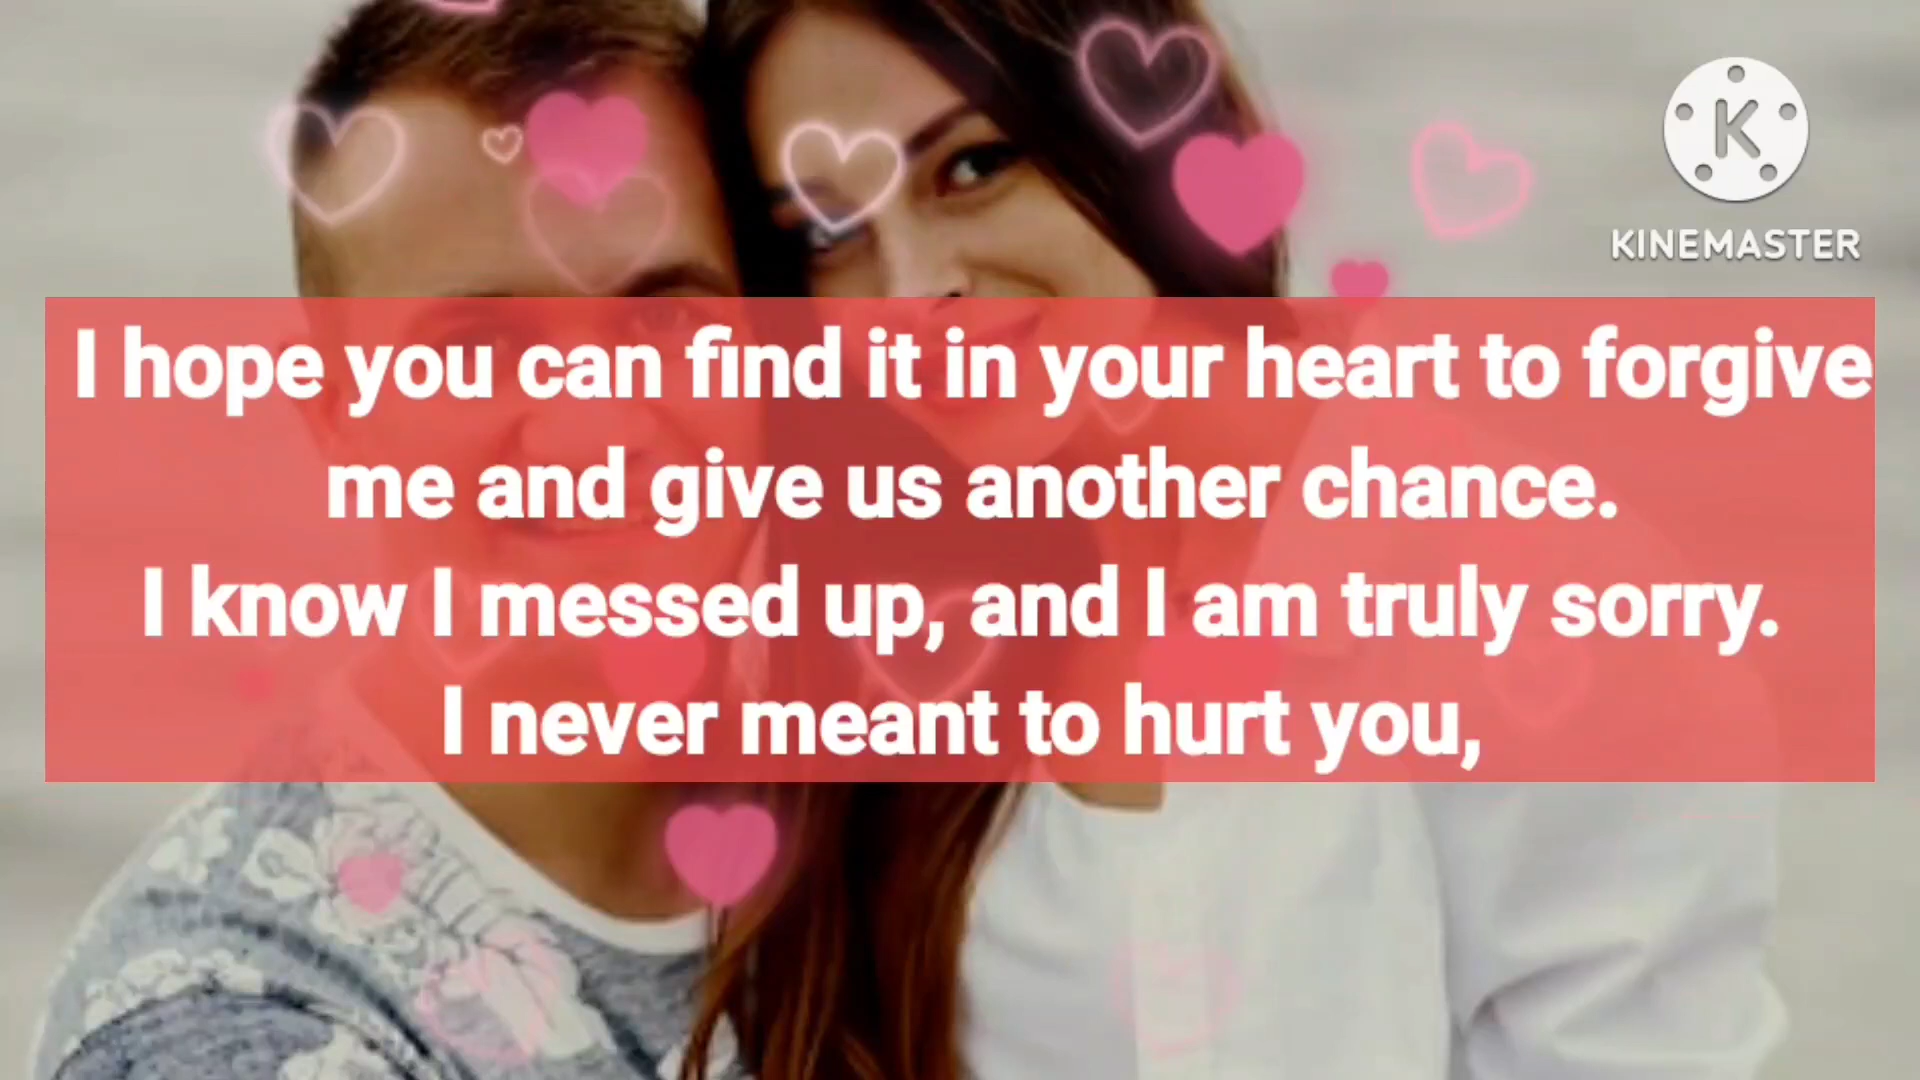 K
KINEMASTER
I hope you can find it in your heart to forgive
me and give us another chance.
I know I messed up, and I am truly sorry.
I never meant to hurt you,